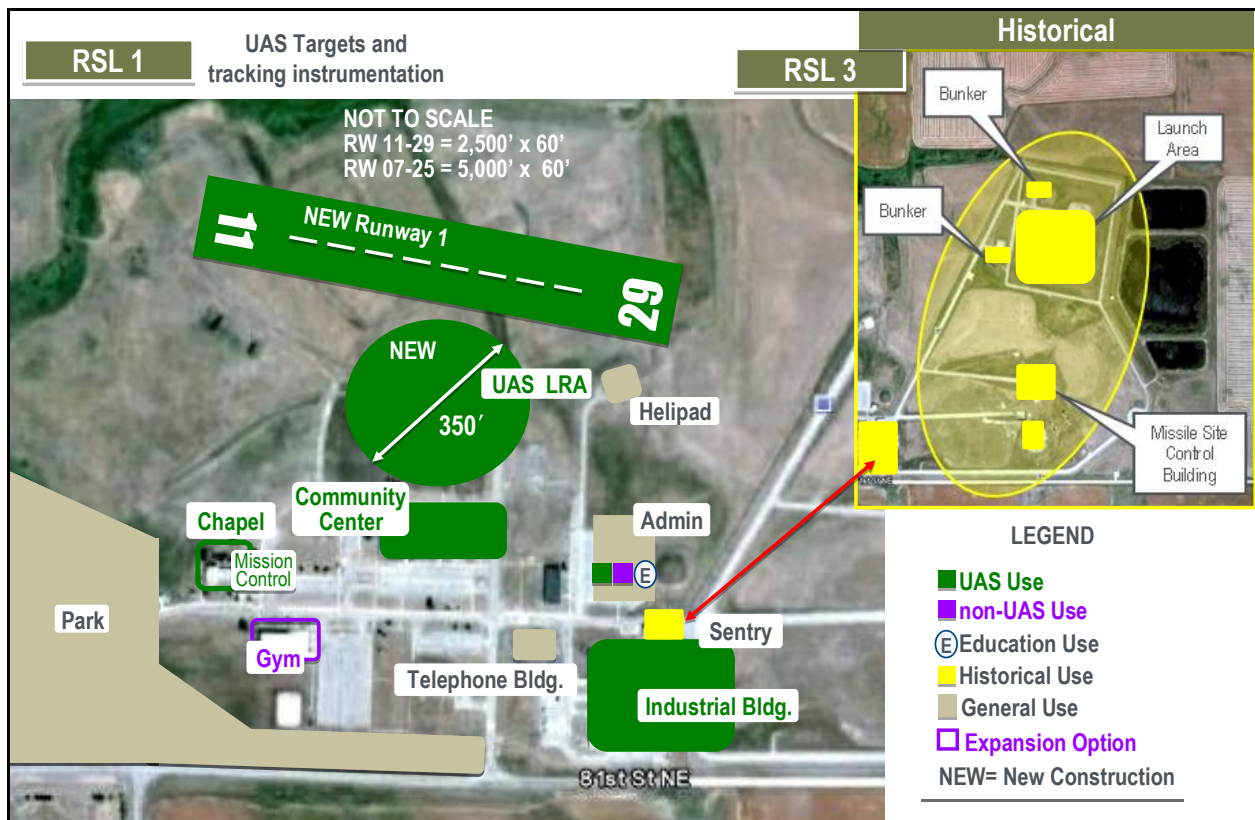 RSL 1
UAS Targets and
tracking instrumentation
RSL 3
Historical
NOT TO SCALE
RW 11-29 = 2,500’ x 60’
RW 07-25 = 5,000’ x 60’
11
NEW Runway 1
29
NEW
UAS LRA
350′
Helipad
Community
Center
Chapel
Mission
Control
Admin
E
Park
Gym
Telephone Bldg.
Sentry
Industrial Bldg.
81st St NE
Bunker
Launch
Area
Bunker
Missile Site
Control
Building
LEGEND
UAS Use
non-UAS Use
E Education Use
Historical Use
General Use
Expansion Option
NEW= New Construction